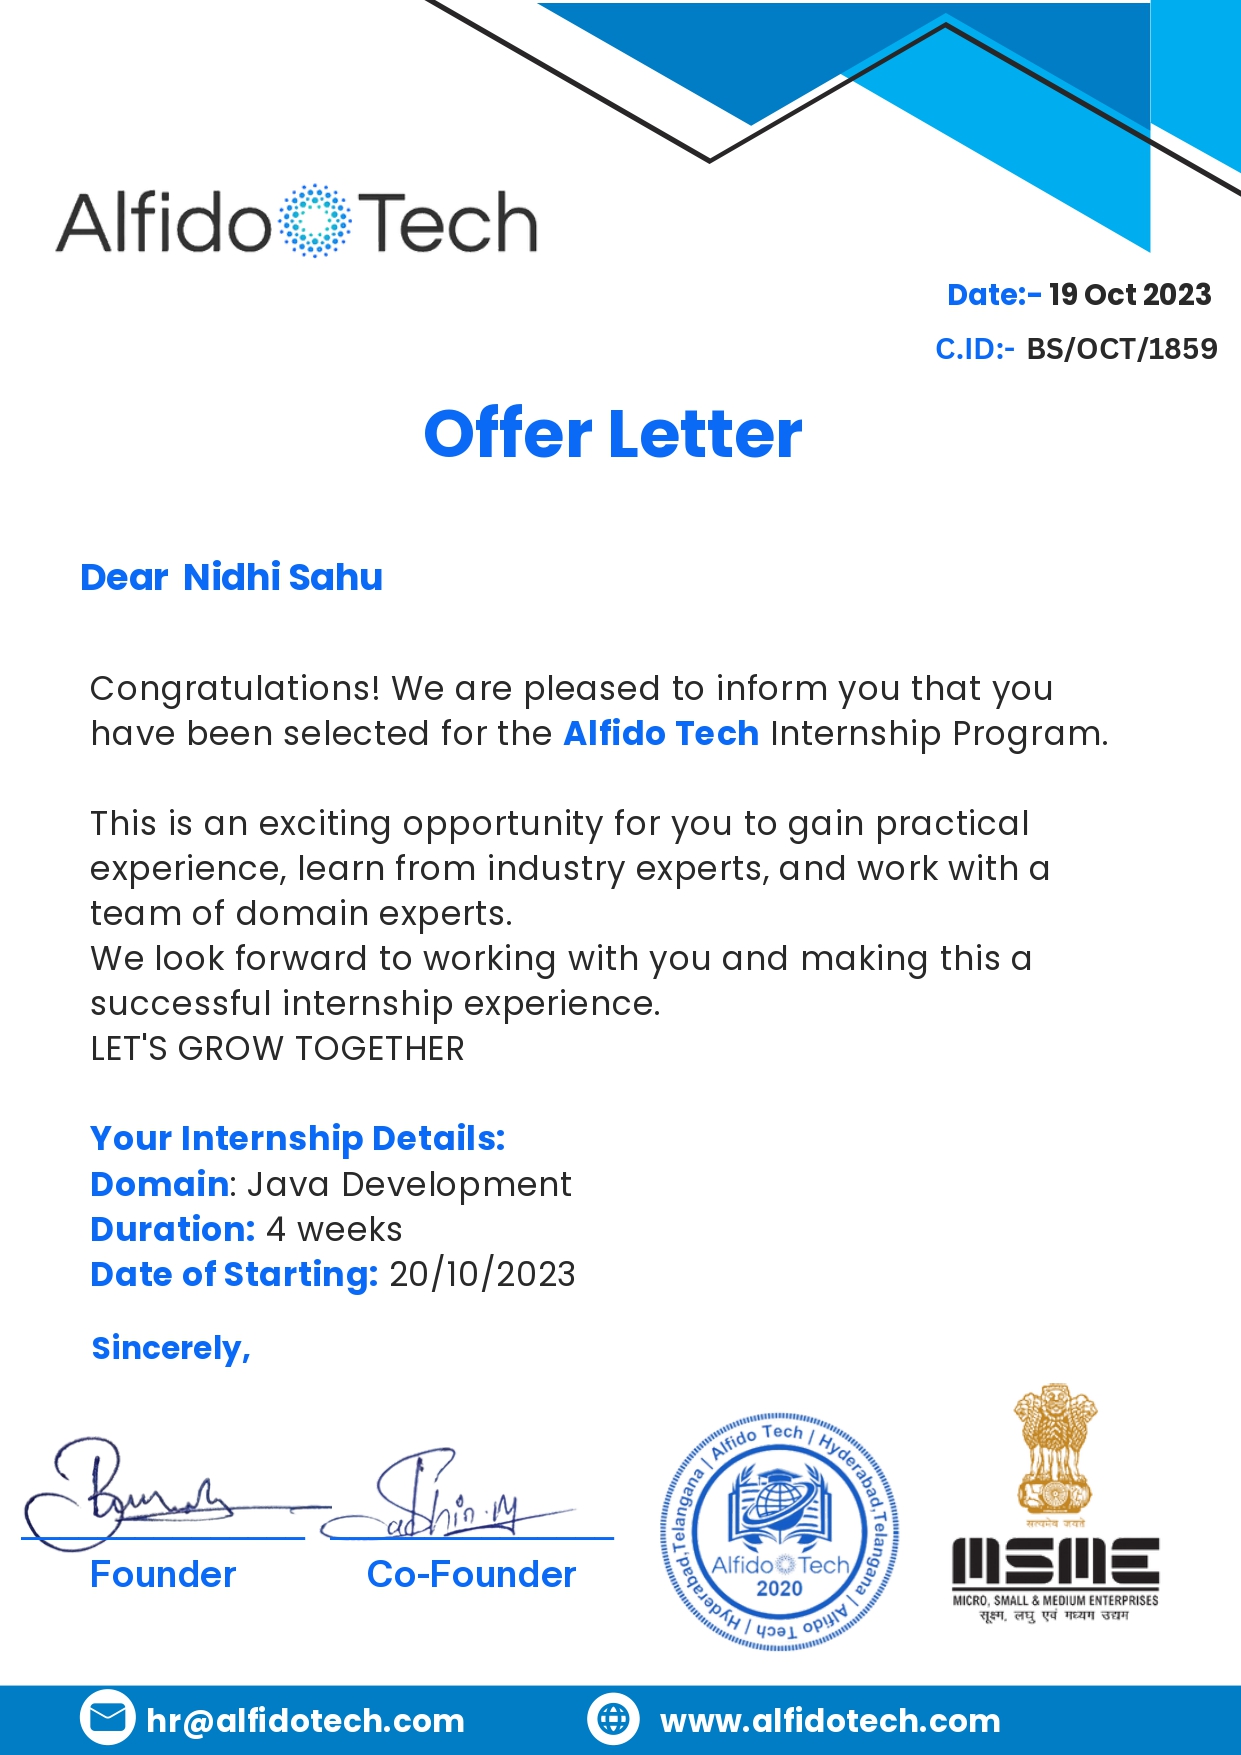 Alfido Tech
Date:- 19 Oct 2023
C.ID:- BS/OCT/1859
Offer Letter
Dear Nidhi Sahu
Congratulations! We are pleased to inform you that you
have been selected for the Alfido Tech Internship Program.
This is an exciting opportunity for you to gain practical
experience, learn from industry experts, and work with a
team of domain experts.
We look forward to working with you and making this a
successful internship experience.
LET'S GROW TOGETHER
Your Internship Details:
Domain: Java Development
Duration: 4 weeks
Date of Starting: 20/10/2023
Sincerely,
Sachin.M
Founder
Co-Founder
Alfido Tech | Hyderabad,Telangana | Alfido Tech | Hyderabad,Telangana |
Alfido Tech
2020
सत्यमेव जयते
MSME
MICRO, SMALL & MEDIUM ENTERPRISES
सूक्ष्म, लघु एवं मध्यम उद्यम
hr@alfidotech.com
www.alfidotech.com